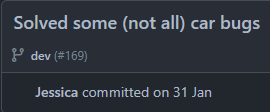 Solved some (not all) car bugs
dev (#169)
Jessica committed on 31 Jan